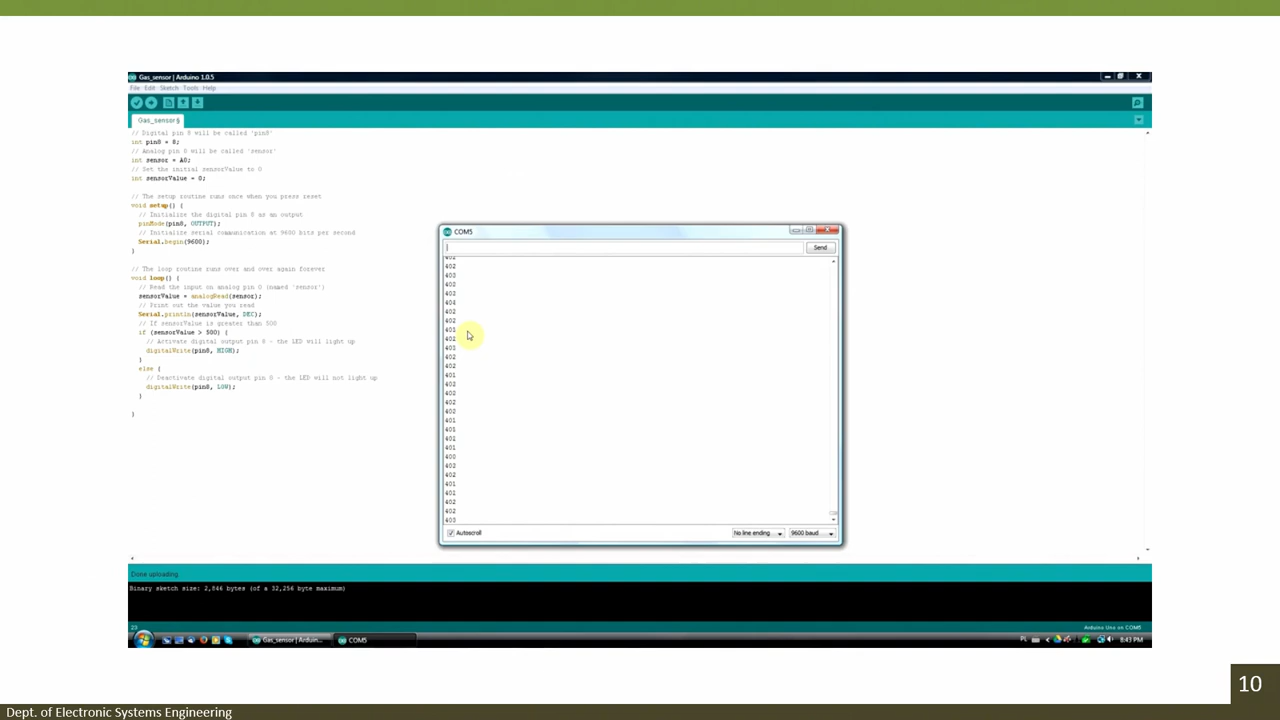 Gas_sensor | Arduino 1.0.5
File Edit Sketch Tools Help
Gas_sensor §
// Digital pin 8 will be called 'pin8'
int pin8 = 8;
// Analog pin 0 will be called 'sensor'
int sensor = A0;
// Set the initial sensorValue to 0
int sensorValue = 0;
// The setup routine runs once when you press reset
void setup() {
// Initialize the digital pin 8 as an output
pinMode(pin8, OUTPUT);
// Initialize serial communication at 9600 bits per second
Serial.begin(9600);
}
// The loop routine runs over and over again forever
void loop() {
// Read the input on analog pin 0 (named 'sensor')
sensorValue = analogRead(sensor);
// Print out the value you read
Serial.println(sensorValue, DEC);
// If sensorValue is greater than 500
if (sensorValue > 500) {
// Activate digital output pin 8 - the LED will light up
digitalWrite(pin8, HIGH);
}
else {
// Deactivate digital output pin 8 - the LED will not light up
digitalWrite(pin8, LOW);
}
}
COM5
Send
402
402
403
402
402
404
402
402
401
402
401
402
402
401
402
402
402
402
401
401
401
401
400
402
402
401
401
402
402
403
Autoscroll
No line ending
9600 baud
Done uploading
Binary sketch size: 2,846 bytes (of a 32,256 byte maximum)
23
Arduino Uno on COM5
Gas_sensor | Arduin...
COM5
PL
8:43 PM
10
Dept. of Electronic Systems Engineering